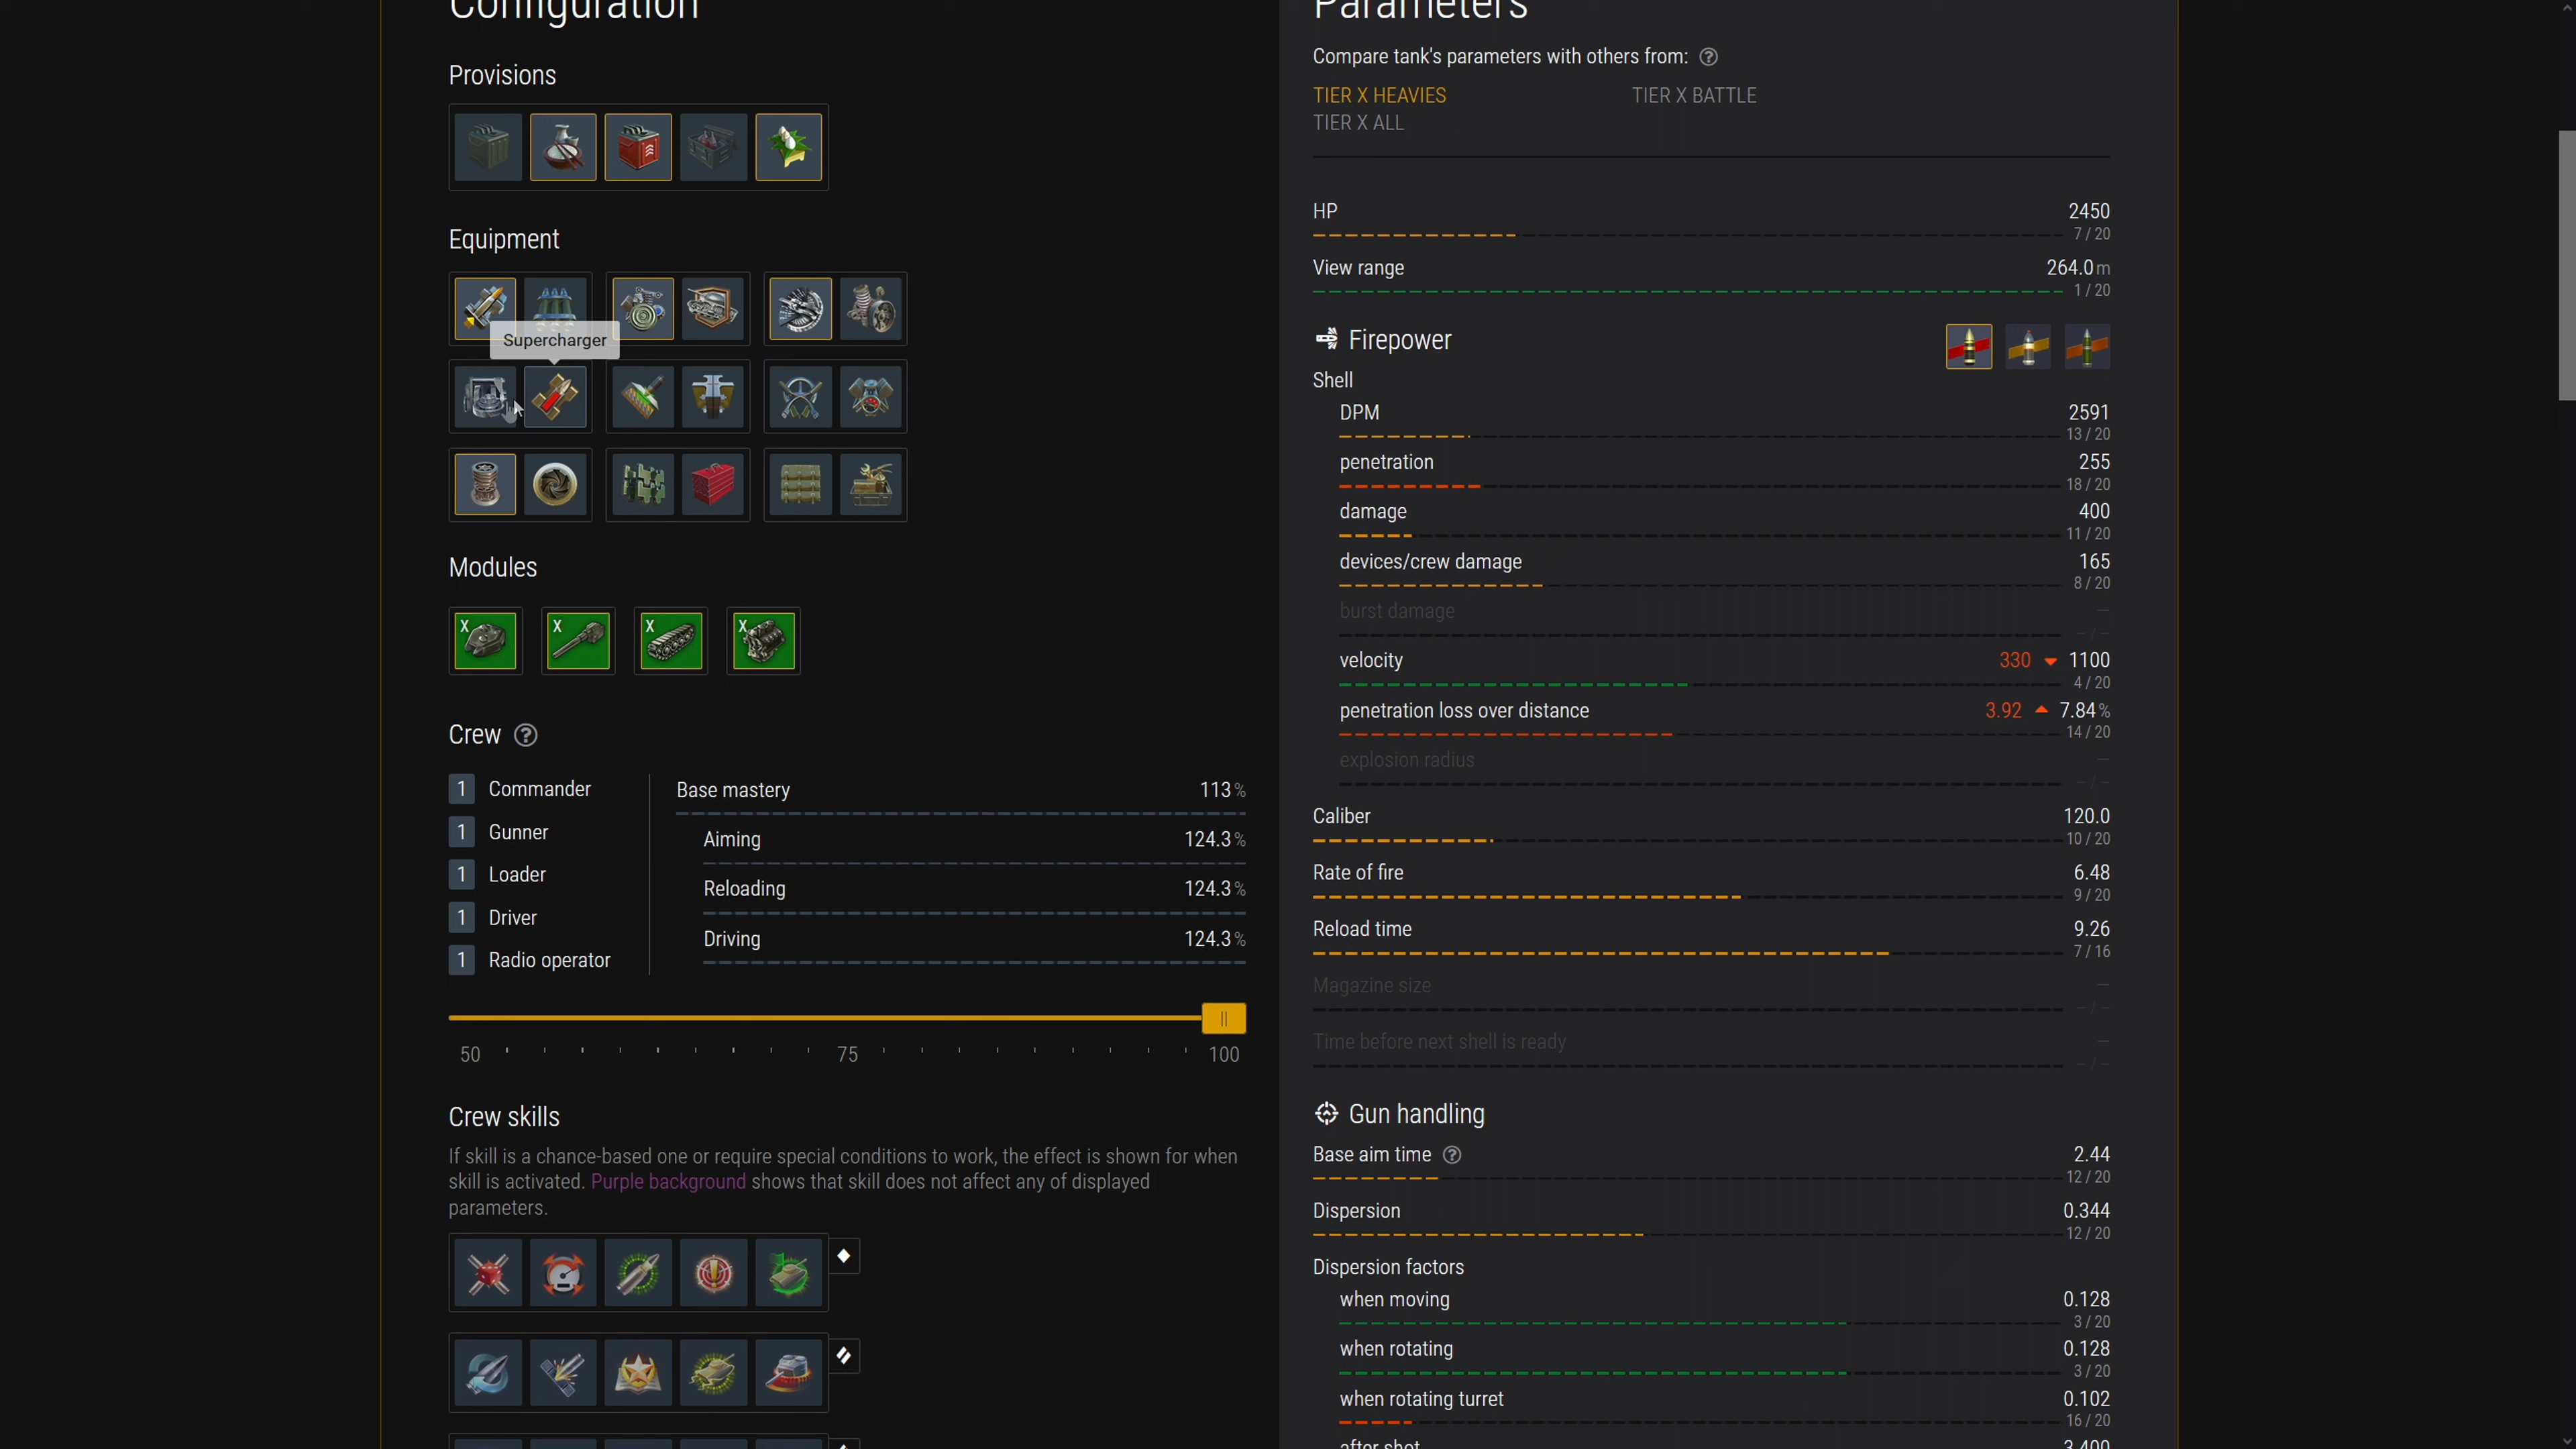 Configuration
Provisions
Equipment
Supercharger
Modules
X
X
X
X
Crew ?
1 Commander
1 Gunner
1 Loader
1 Driver
1 Radio operator
Base mastery 113 %
Aiming 124.3 %
Reloading 124.3 %
Driving 124.3 %
50 75 100
Crew skills
If skill is a chance-based one or require special conditions to work, the effect is shown for when
skill is activated. Purple background shows that skill does not affect any of displayed
parameters.
Parameters
Compare tank's parameters with others from: ?
TIER X HEAVIES TIER X BATTLE
TIER X ALL
HP 2450
7 / 20
View range 264.0 m
1 / 20
Firepower
Shell
DPM 2591
13 / 20
penetration 255
18 / 20
damage 400
11 / 20
devices/crew damage 165
8 / 20
burst damage –
– / –
velocity 330 1100
4 / 20
penetration loss over distance 3.92 7.84 %
14 / 20
explosion radius –
– / –
Caliber 120.0
10 / 20
Rate of fire 6.48
9 / 20
Reload time 9.26
7 / 16
Magazine size –
– / –
Time before next shell is ready –
– / –
Gun handling
Base aim time ? 2.44
12 / 20
Dispersion 0.344
12 / 20
Dispersion factors
when moving 0.128
3 / 20
when rotating 0.128
3 / 20
when rotating turret 0.102
16 / 20
after shot 3.400